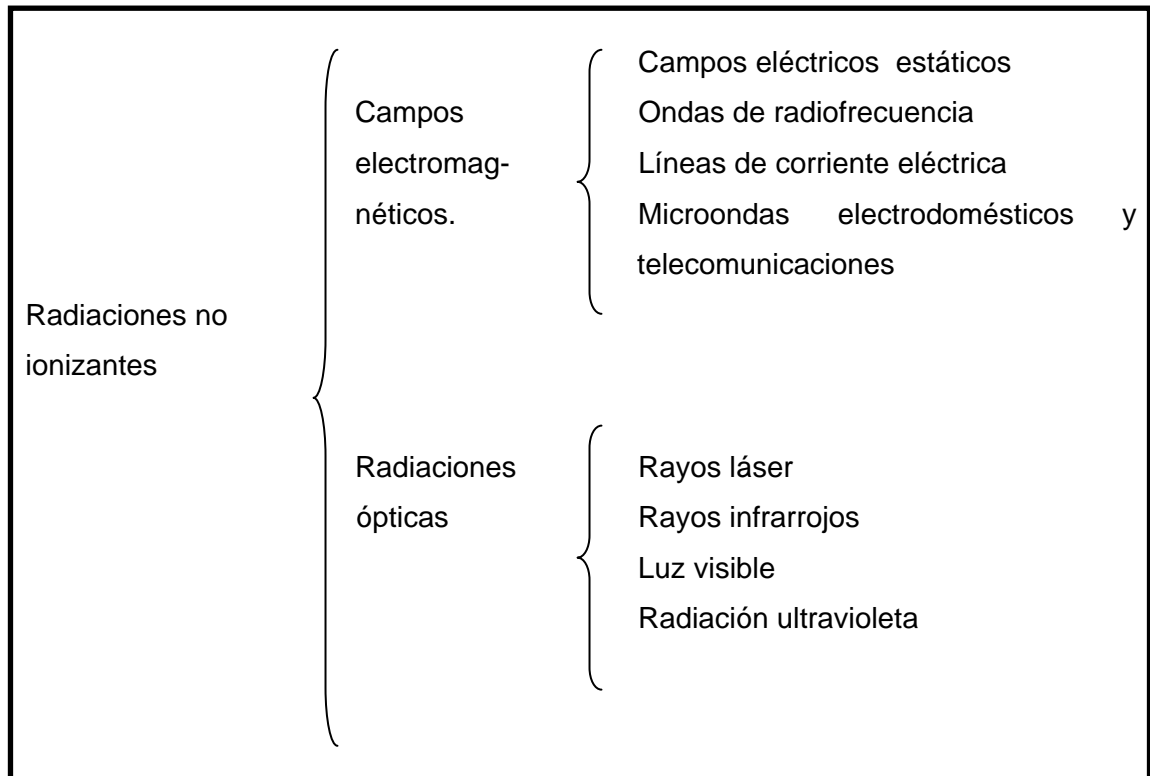 Radiaciones no
ionizantes
Campos
electromag-
néticos.
Campos eléctricos estáticos
Ondas de radiofrecuencia
Líneas de corriente eléctrica
Microondas electrodomésticos y
telecomunicaciones
Radiaciones
ópticas
Rayos láser
Rayos infrarrojos
Luz visible
Radiación ultravioleta